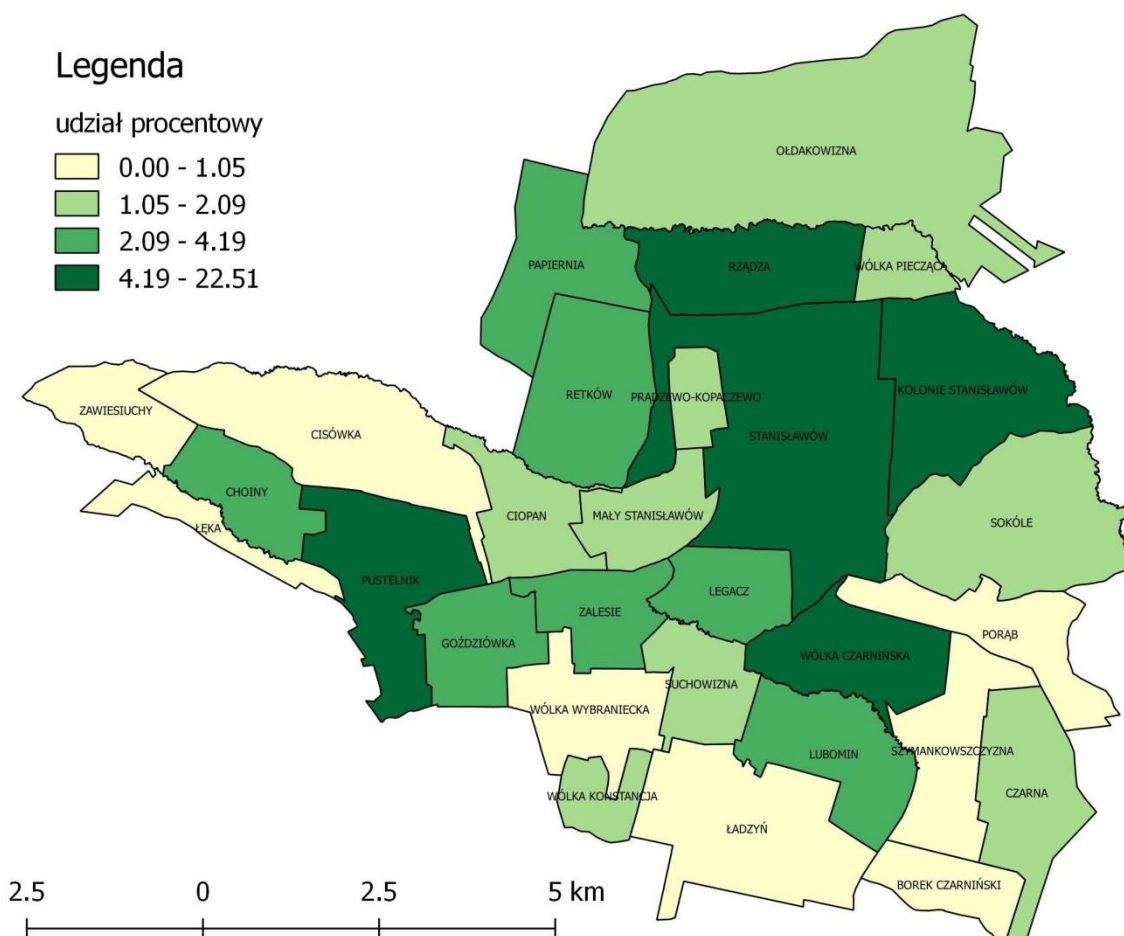 Legenda
udział procentowy
0.00 - 1.05
1.05 - 2.09
2.09 - 4.19
4.19 - 22.51
OŁDAKOWIZNA
PAPIERNIA
RZĄDZA
WÓLKA PIECZĄCA
RETKÓW
PRĄDZEWO-KOPACZEWO
KOLONIE STANISŁAWÓW
ZAWIESIUCHY
CISÓWKA
STANISŁAWÓW
CHOINY
ŁĘKA
CIOPAN
MAŁY STANISŁAWÓW
SOKÓLE
PUSTELNIK
LEGACZ
ZALESIE
GOŹDZIÓWKA
PORĄB
WÓLKA CZARNIŃSKA
SUCHOWIZNA
WÓLKA WYBRANIECKA
LUBOMIN
SZYMANKOWSZCZYZNA
WÓLKA KONSTANCJA
CZARNA
ŁADZYŃ
BOREK CZARNIŃSKI
2.5 0 2.5 5 km